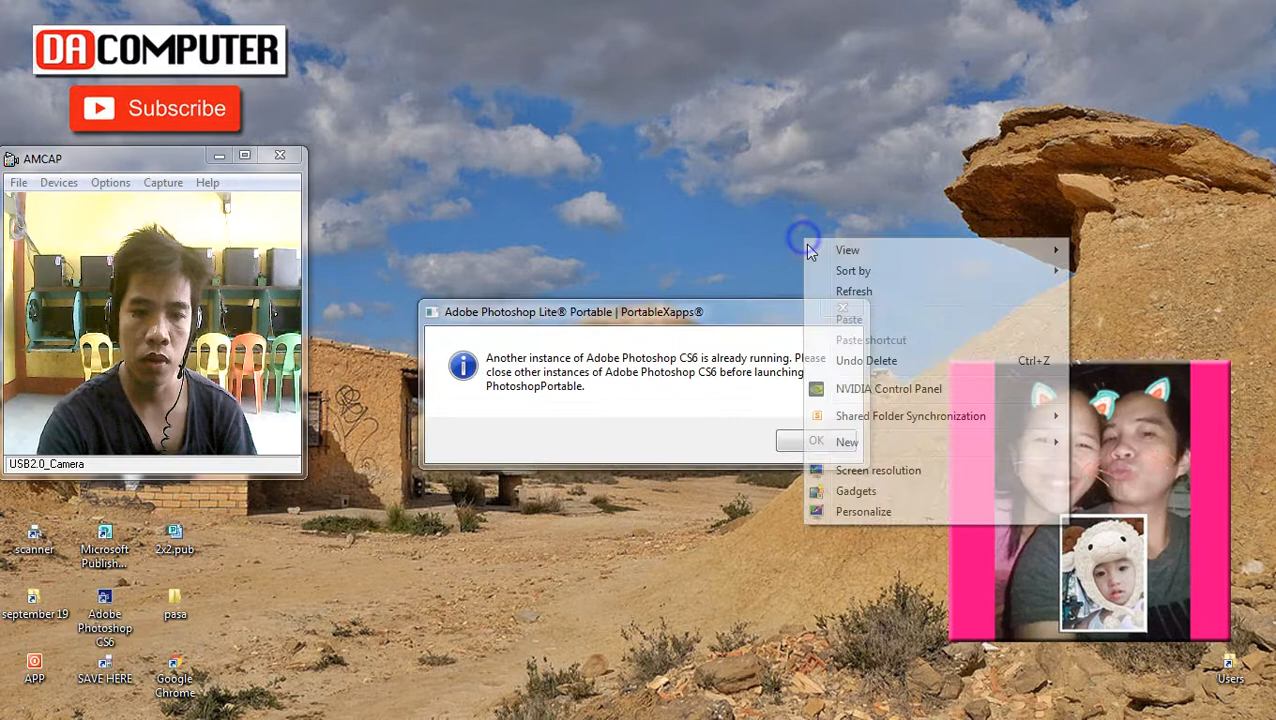 DACOMPUTER
Subscribe
AMCAP
File Devices Options Capture Help
USB2.0_Camera
Adobe Photoshop Lite® Portable | PortableXapps®
Another instance of Adobe Photoshop CS6 is already running. Please
close other instances of Adobe Photoshop CS6 before launching
PhotoshopPortable.
OK
View
Sort by
Refresh
Paste
Paste shortcut
Undo Delete Ctrl+Z
NVIDIA Control Panel
Shared Folder Synchronization
New
Screen resolution
Gadgets
Personalize
scanner
Microsoft
Publish...
2x2.pub
september 19
Adobe
Photoshop
CS6
pasa
APP
SAVE HERE
Google
Chrome
Users